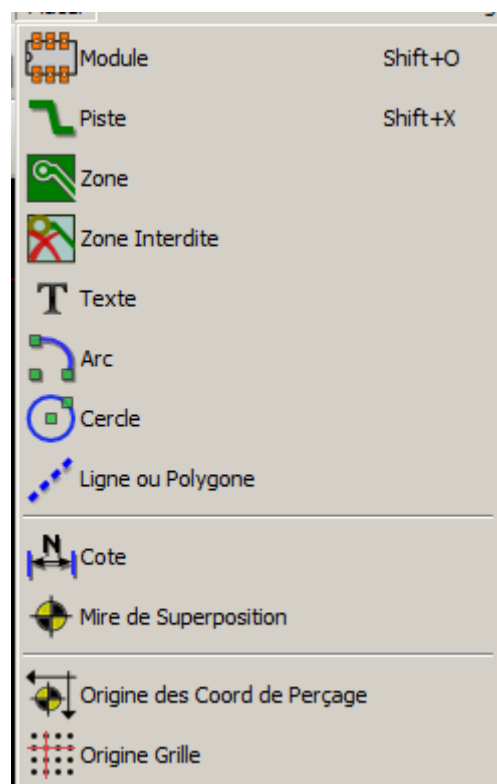 Module Shift+O
Piste Shift+X
Zone
Zone Interdite
T Texte
Arc
Cercle
Ligne ou Polygone
N Cote
Mire de Superposition
Origine des Coord de Perçage
Origine Grille